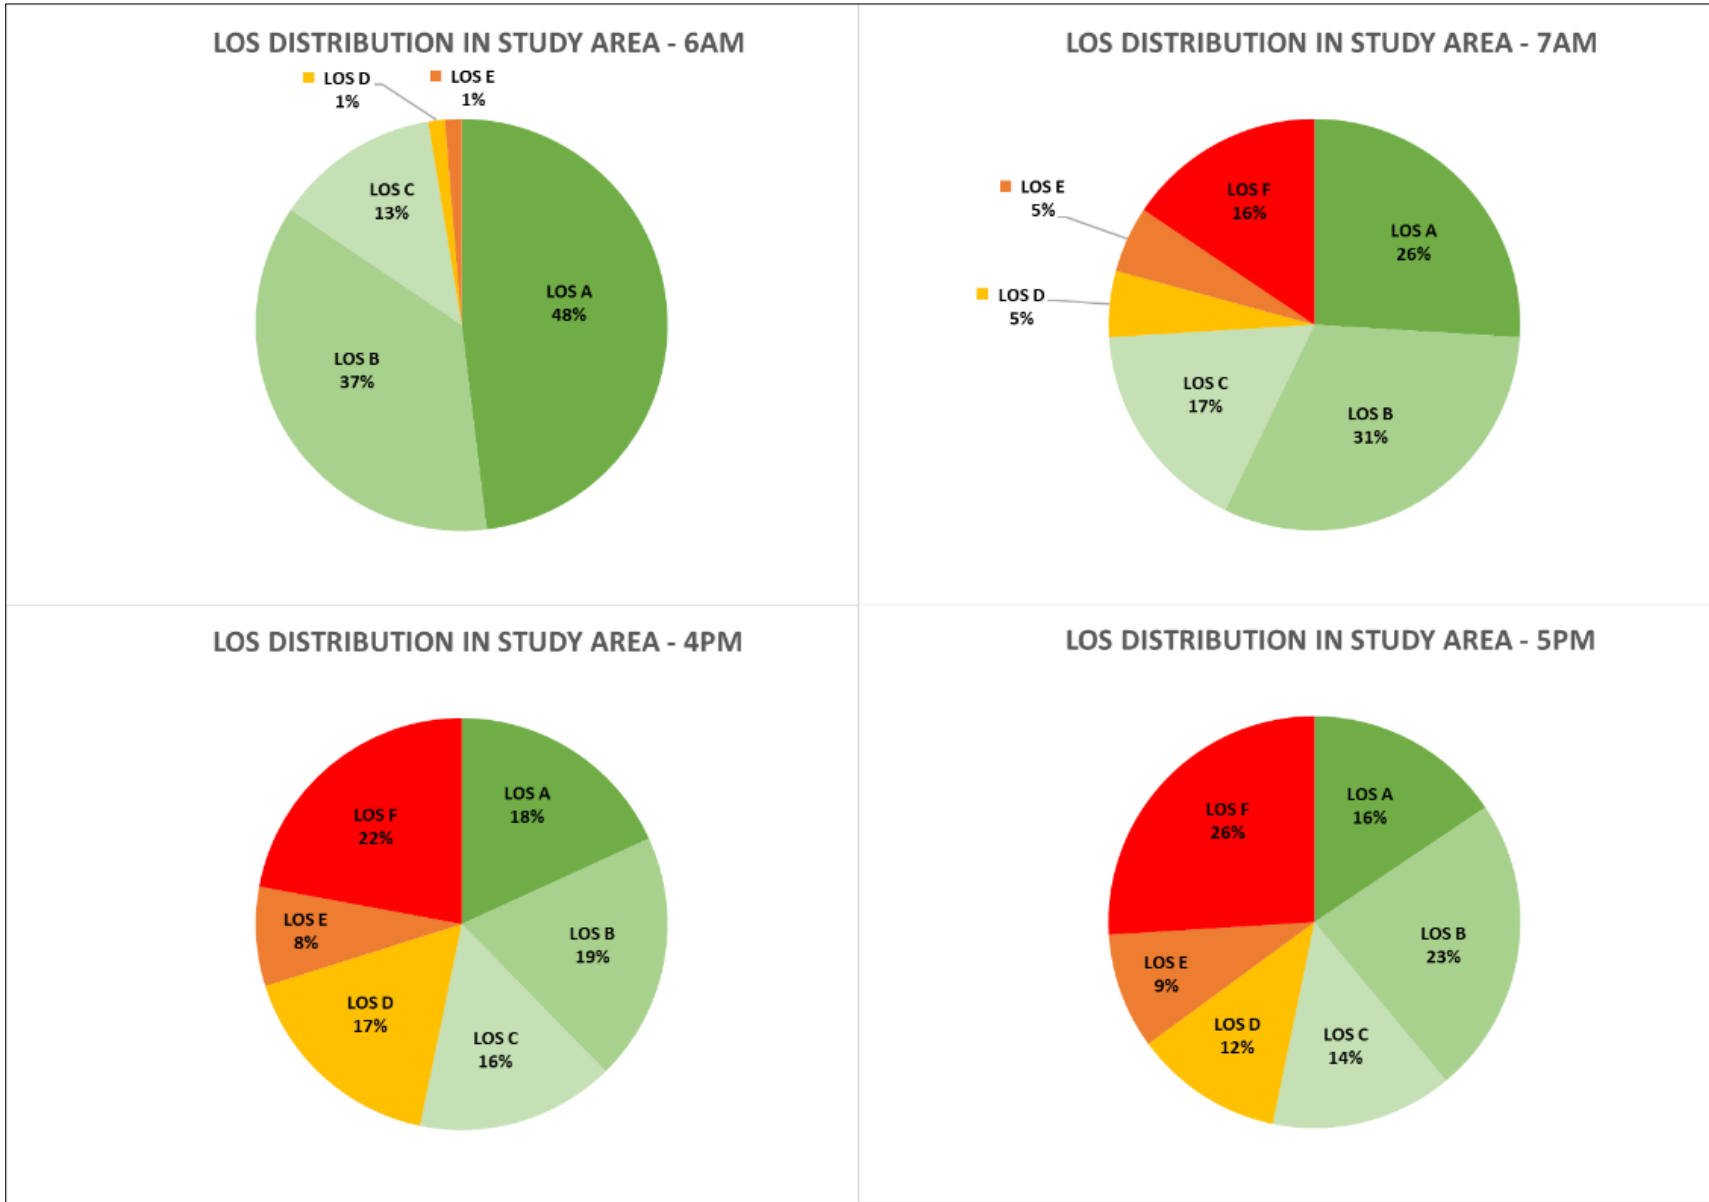 LOS DISTRIBUTION IN STUDY AREA - 6AM
LOS D
1%
LOS E
1%
LOS C
13%
LOS A
48%
LOS B
37%
LOS DISTRIBUTION IN STUDY AREA - 7AM
LOS F
16%
LOS E
5%
LOS A
26%
LOS D
5%
LOS C
17%
LOS B
31%
LOS DISTRIBUTION IN STUDY AREA - 4PM
LOS A
18%
LOS F
22%
LOS E
8%
LOS B
19%
LOS D
17%
LOS C
16%
LOS DISTRIBUTION IN STUDY AREA - 5PM
LOS A
16%
LOS F
26%
LOS B
23%
LOS E
9%
LOS D
12%
LOS C
14%